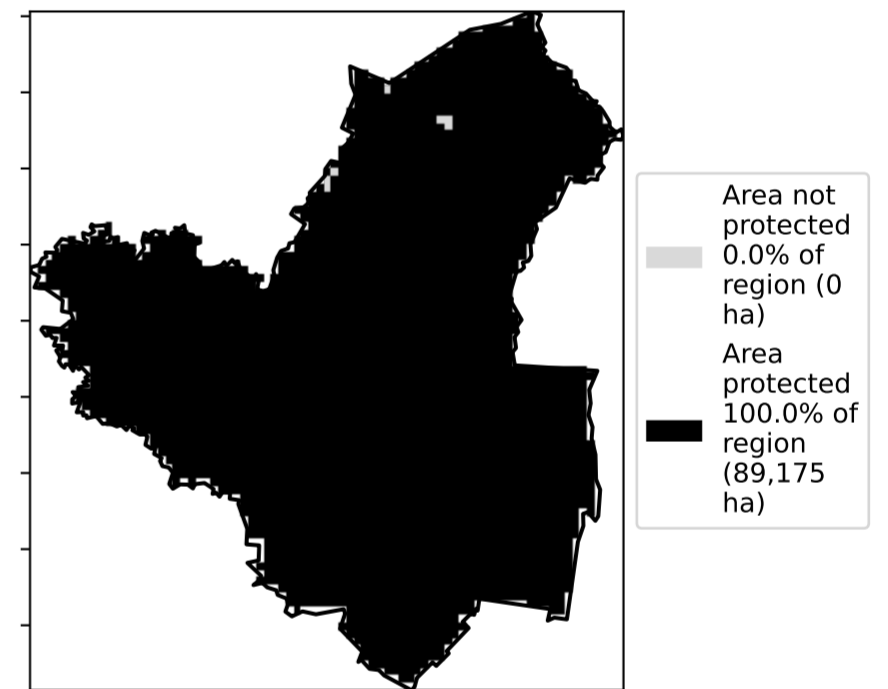 Area not
protected
0.0% of
region (0
ha)
Area
protected
100.0% of
region
(89,175
ha)